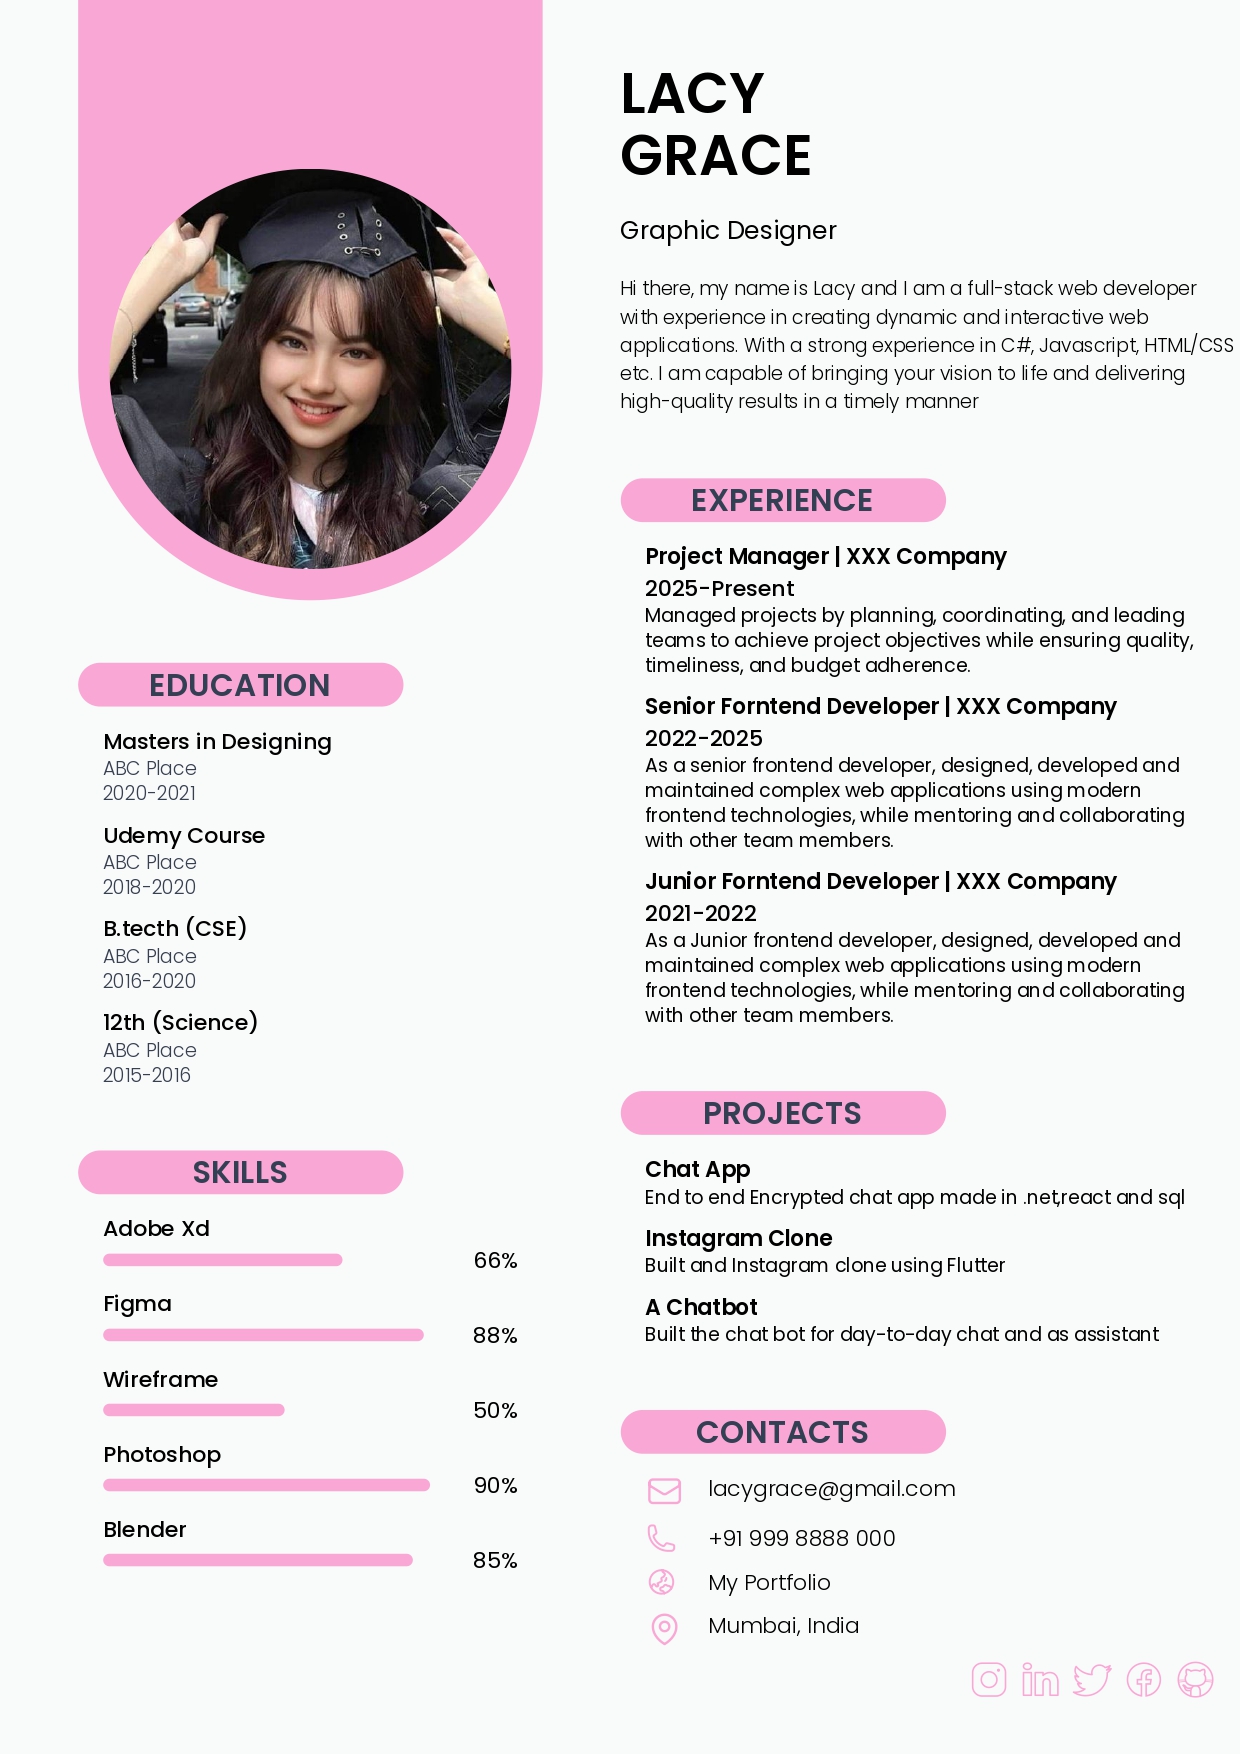 LACY
GRACE
Graphic Designer
Hi there, my name is Lacy and I am a full-stack web developer
with experience in creating dynamic and interactive web
applications. With a strong experience in C#, Javascript, HTML/CSS
etc. I am capable of bringing your vision to life and delivering
high-quality results in a timely manner
EDUCATION
Masters in Designing
ABC Place
2020-2021
Udemy Course
ABC Place
2018-2020
B.tecth (CSE)
ABC Place
2016-2020
12th (Science)
ABC Place
2015-2016
SKILLS
Adobe Xd
66%
Figma
88%
Wireframe
50%
Photoshop
90%
Blender
85%
EXPERIENCE
Project Manager | XXX Company
2025-Present
Managed projects by planning, coordinating, and leading
teams to achieve project objectives while ensuring quality,
timeliness, and budget adherence.
Senior Forntend Developer | XXX Company
2022-2025
As a senior frontend developer, designed, developed and
maintained complex web applications using modern
frontend technologies, while mentoring and collaborating
with other team members.
Junior Forntend Developer | XXX Company
2021-2022
As a Junior frontend developer, designed, developed and
maintained complex web applications using modern
frontend technologies, while mentoring and collaborating
with other team members.
PROJECTS
Chat App
End to end Encrypted chat app made in .net,react and sql
Instagram Clone
Built and Instagram clone using Flutter
A Chatbot
Built the chat bot for day-to-day chat and as assistant
CONTACTS
lacygrace@gmail.com
+91 999 8888 000
My Portfolio
Mumbai, India